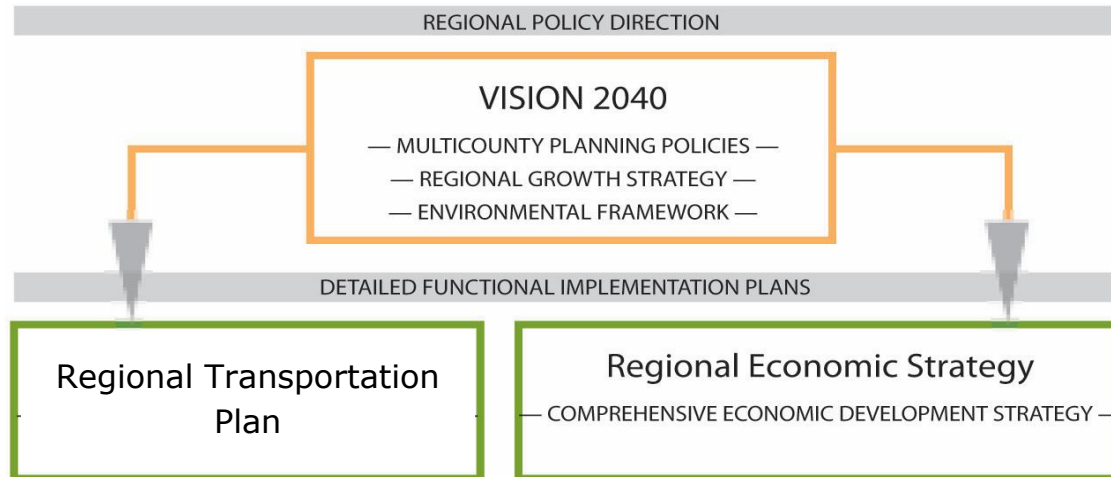 REGIONAL POLICY DIRECTION
VISION 2040
— MULTICOUNTY PLANNING POLICIES —
— REGIONAL GROWTH STRATEGY —
— ENVIRONMENTAL FRAMEWORK —
DETAILED FUNCTIONAL IMPLEMENTATION PLANS
Regional Transportation
Plan
Regional Economic Strategy
— COMPREHENSIVE ECONOMIC DEVELOPMENT STRATEGY —